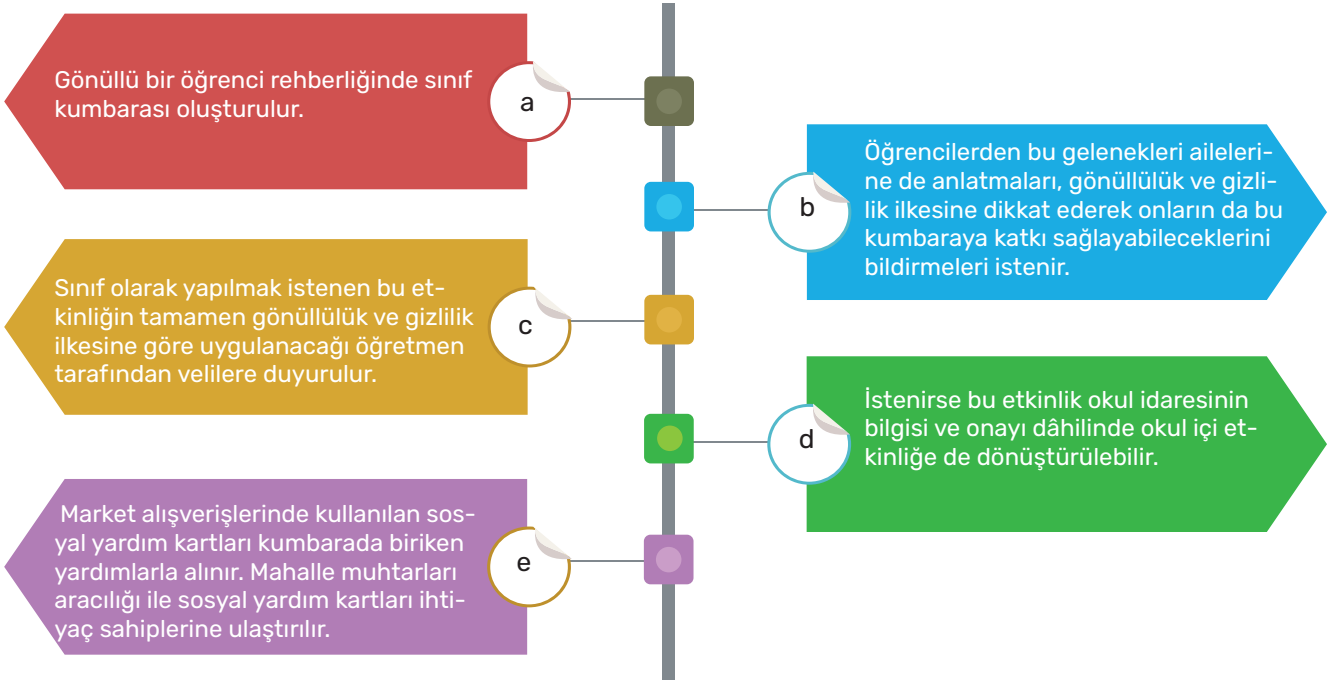 Gönüllü bir öğrenci rehberliğinde sınıf
kumbarası oluşturulur.
a
Öğrencilerden bu gelenekleri aileleri-
ne de anlatmaları, gönüllülük ve gizli-
lik ilkesine dikkat ederek onların da bu
kumbaraya katkı sağlayabileceklerini
bildirmeleri istenir.
b
Sınıf olarak yapılmak istenen bu et-
kinliğin tamamen gönüllülük ve gizlilik
ilkesine göre uygulanacağı öğretmen
tarafından velilere duyurulur.
c
İstenirse bu etkinlik okul idaresinin
bilgisi ve onayı dâhilinde okul içi et-
kinliğe de dönüştürülebilir.
d
Market alışverişlerinde kullanılan sos-
yal yardım kartları kumbarada biriken
yardımlarla alınır. Mahalle muhtarları
aracılığı ile sosyal yardım kartları ihti-
yaç sahiplerine ulaştırılır.
e